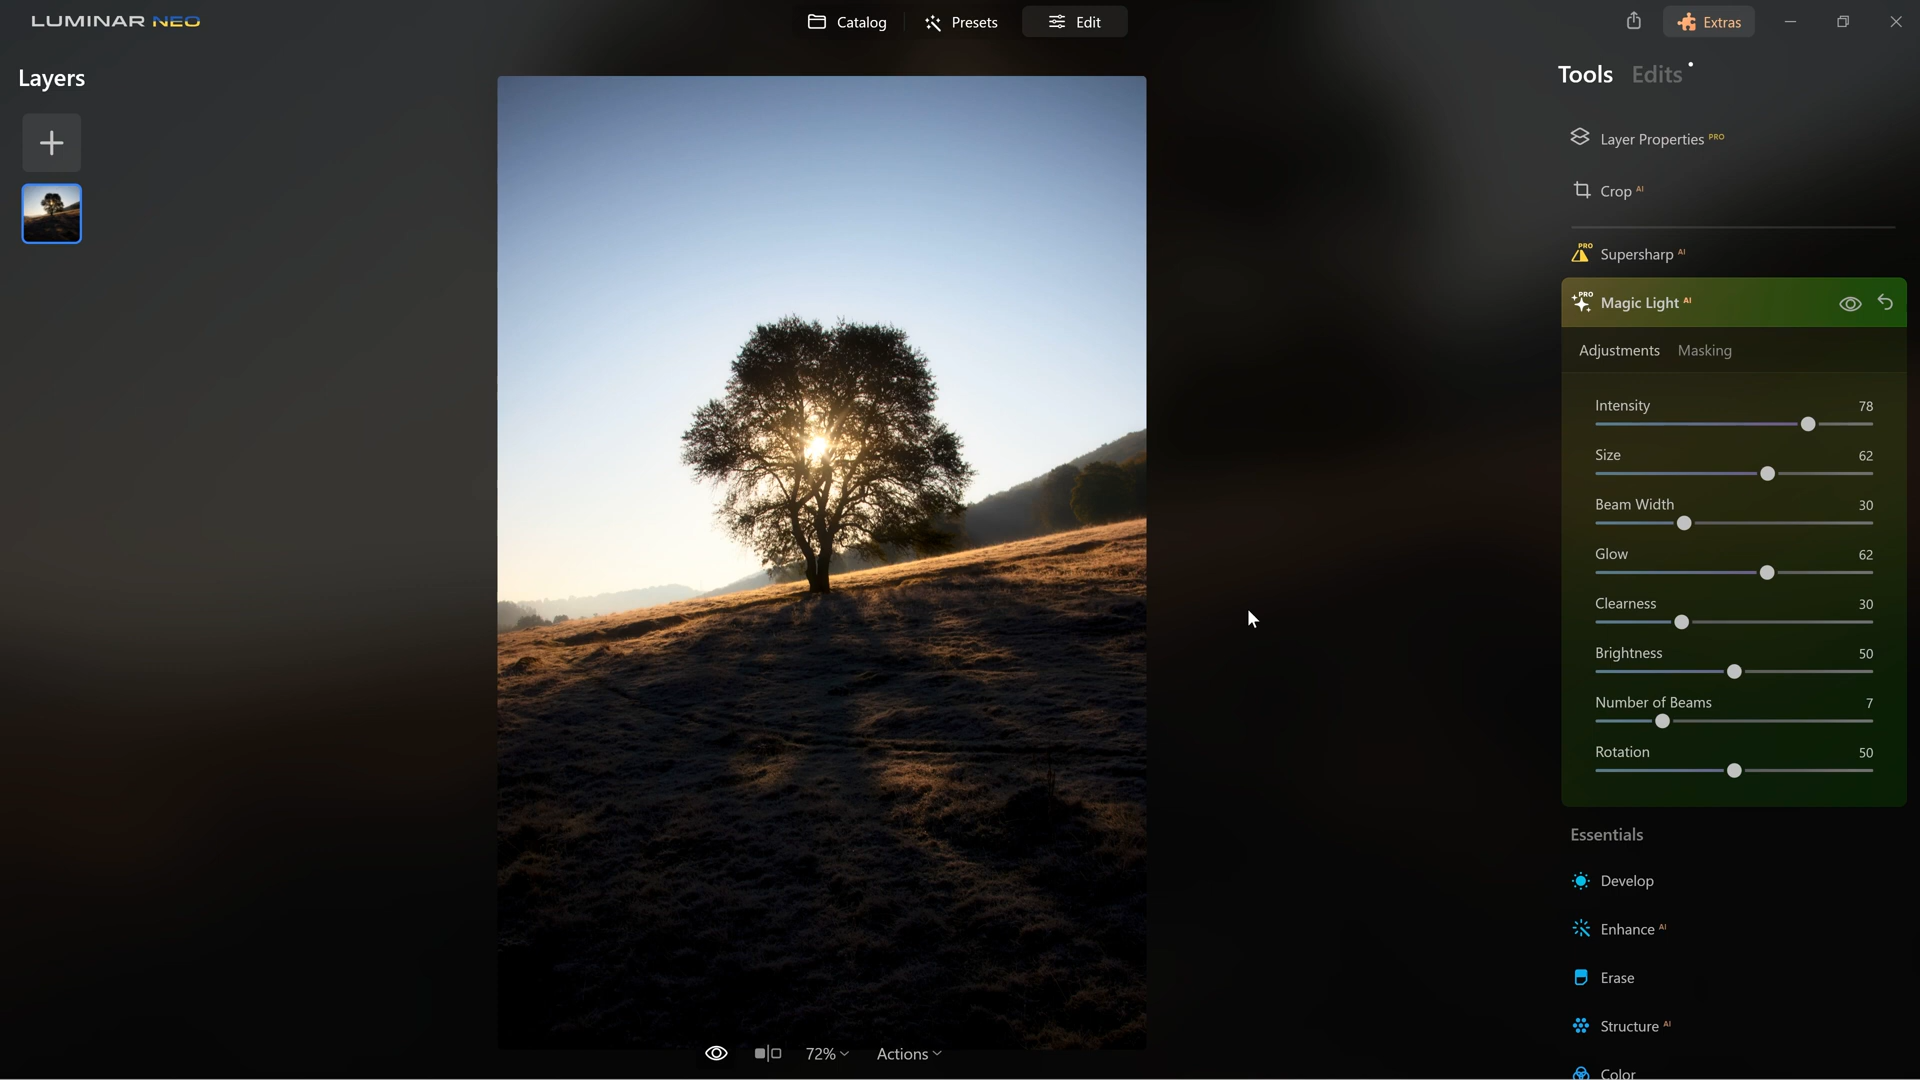 LUMINAR NEO
Catalog
Presets
Edit
Extras
Layers
Tools Edits
Layer Properties PRO
Crop AI
PRO
Supersharp AI
PRO
Magic Light AI
Adjustments Masking
Intensity 78
Size 62
Beam Width 30
Glow 62
Clearness 30
Brightness 50
Number of Beams 7
Rotation 50
Essentials
Develop
Enhance AI
Erase
Structure AI
Color
72% Actions